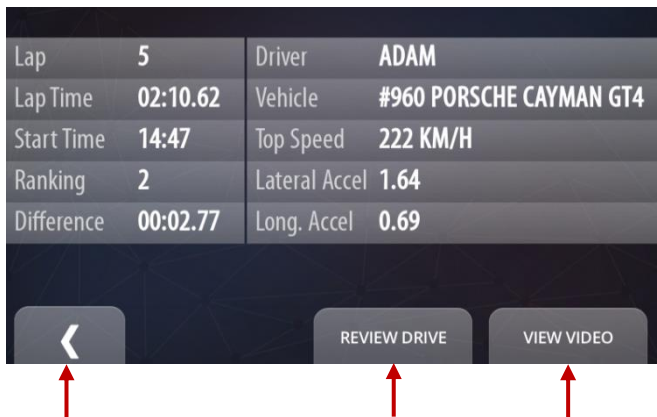 Lap 5 Driver ADAM
Lap Time 02:10.62 Vehicle #960 PORSCHE CAYMAN GT4
Start Time 14:47 Top Speed 222 KM/H
Ranking 2 Lateral Accel 1.64
Difference 00:02.77 Long. Accel 0.69
REVIEW DRIVE VIEW VIDEO